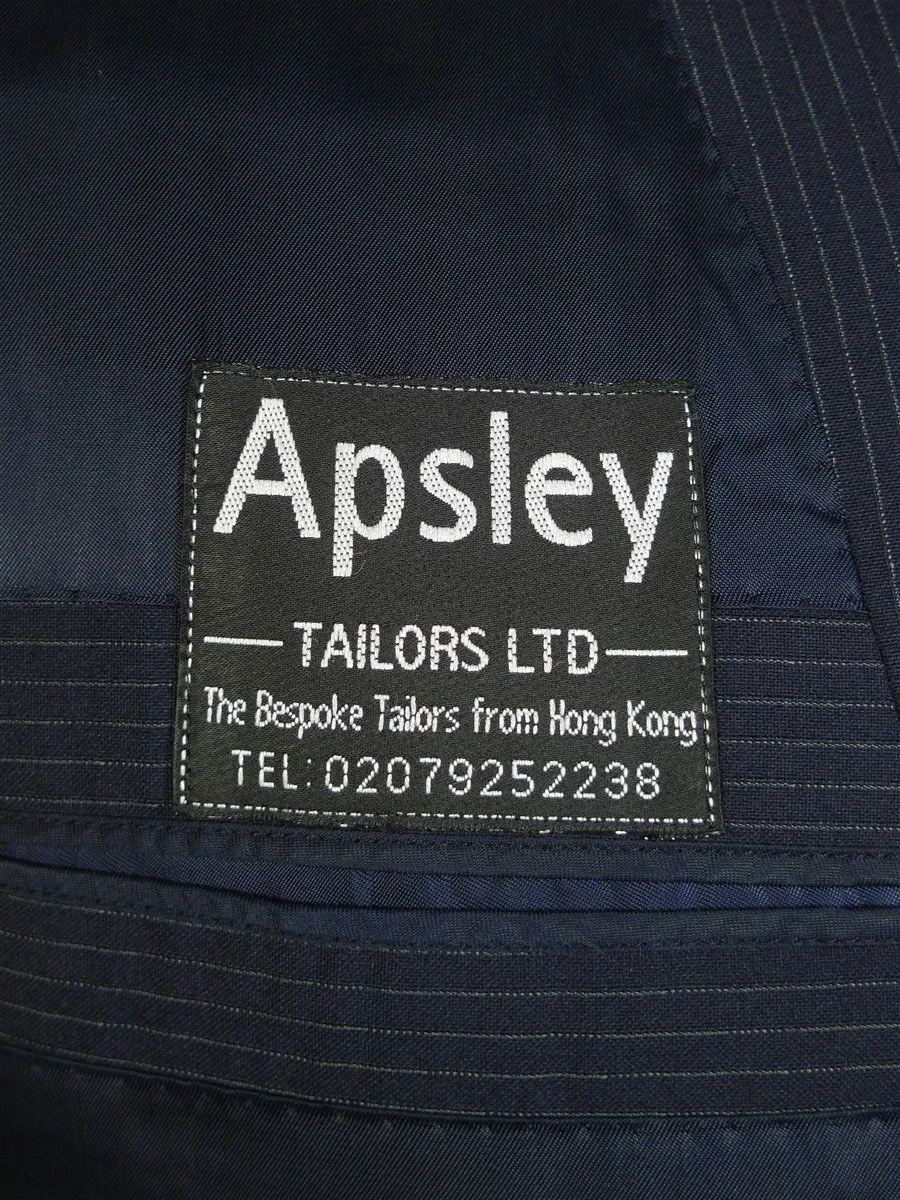 Apsley
TAILORS LTD
The Bespoke Tailors from Hong Kong
TEL: 02079252238